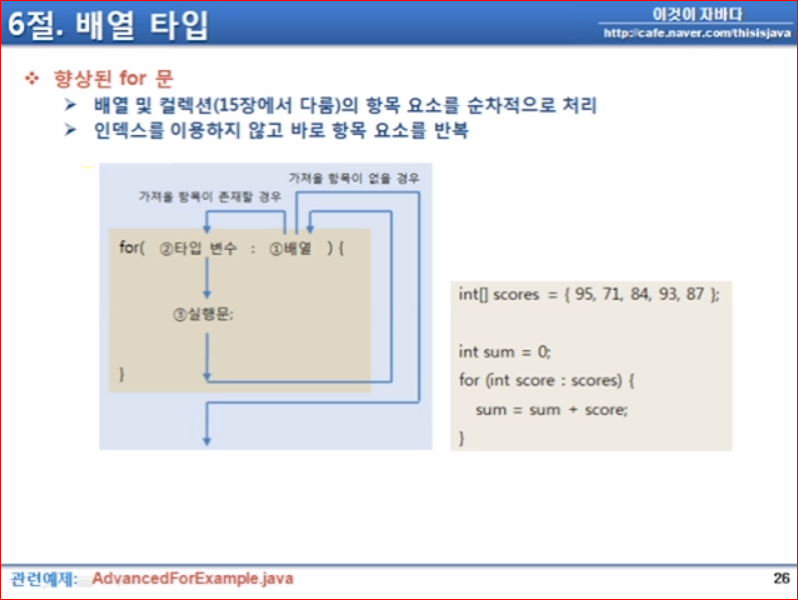 6절. 배열 타입
이것이 자바다
http://cafe.naver.com/thisisjava
❖ 향상된 for 문
➤ 배열 및 컬렉션(15장에서 다룸)의 항목 요소를 순차적으로 처리
➤ 인덱스를 이용하지 않고 바로 항목 요소를 반복
가져올 항목이 없을 경우
가져올 항목이 존재할 경우
for( ②타입 변수 : ①배열 ) {
③실행문;
}
int[] scores = { 95, 71, 84, 93, 87 };
int sum = 0;
for (int score : scores) {
sum = sum + score;
}
관련예제: AdvancedForExample.java
26